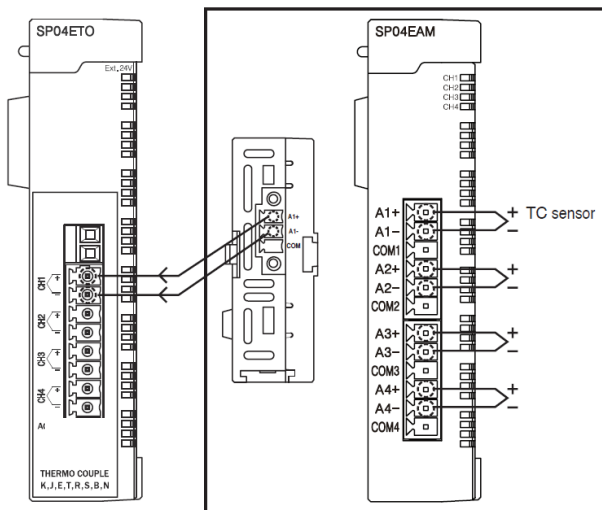 SP04ETO
Ext.24V
CH1
+
−
CH2
CH3
+
−
CH4
+
−
THERMO COUPLE
K,J,E,T,R,S,B,N
A1+
A1-
COM
SP04EAM
CH1
CH2
CH3
CH4
A1+
A1−
COM1
A2+
A2−
COM2
A3+
A3−
COM3
A4+
A4−
COM4
+ TC sensor
−
+
−
+
−
+
−